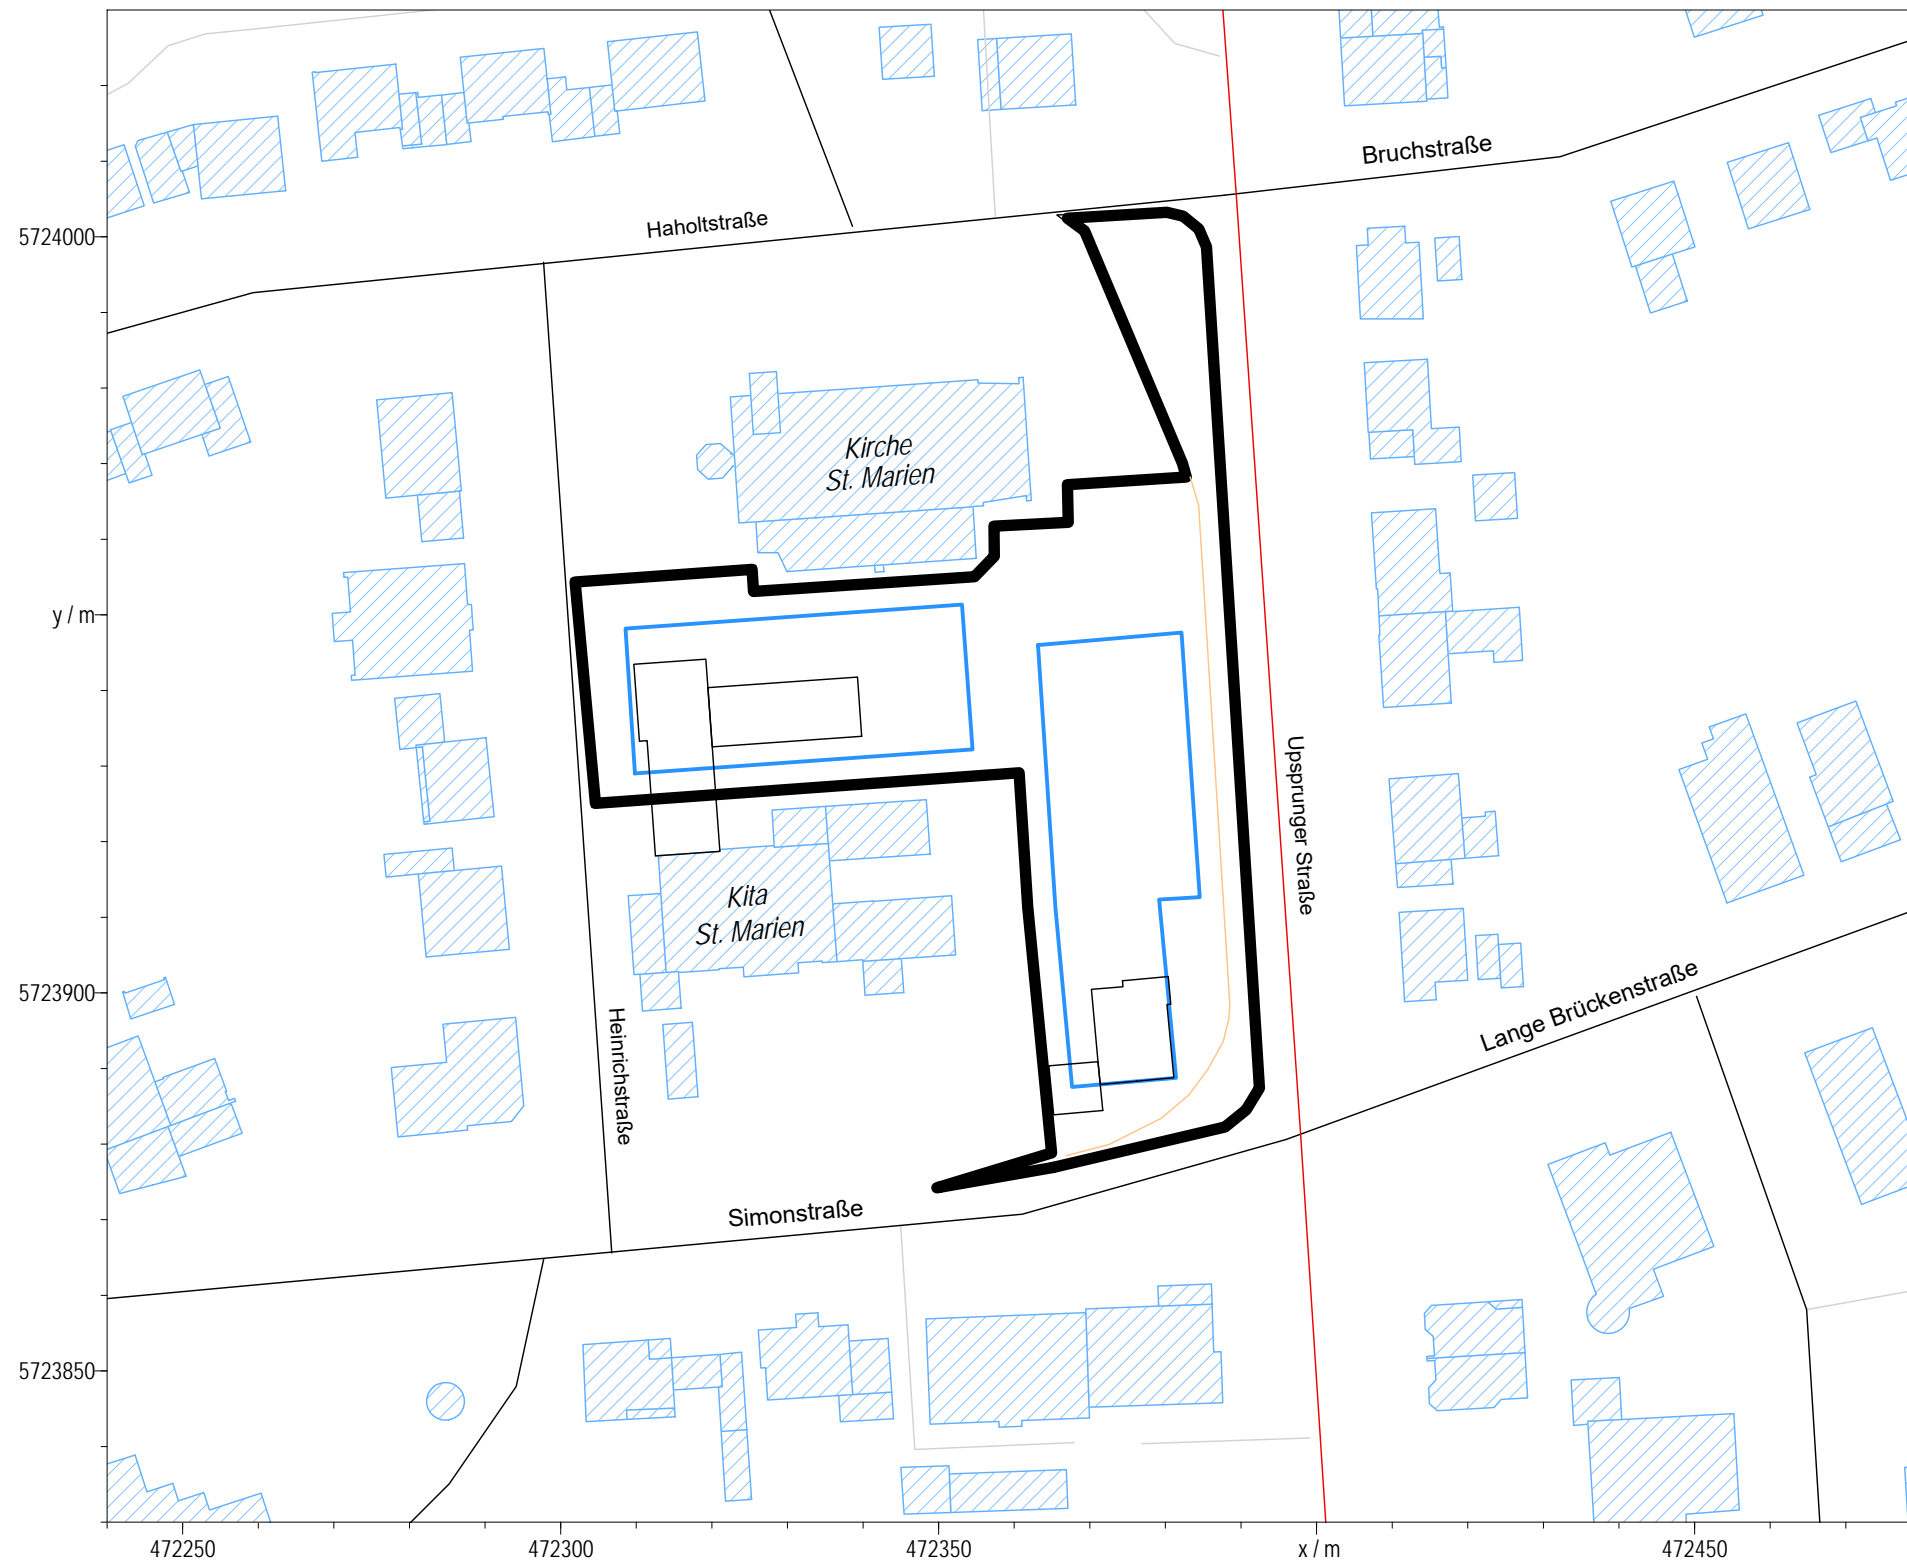 Bruchstraße
Haholtstraße
5724000
Kirche
St. Marien
y / m
Upsprunger Straße
Kita
St. Marien
5723900
Lange Brückenstraße
Heinrichstraße
Simonstraße
5723850
472250
472300
472350
x / m
472450